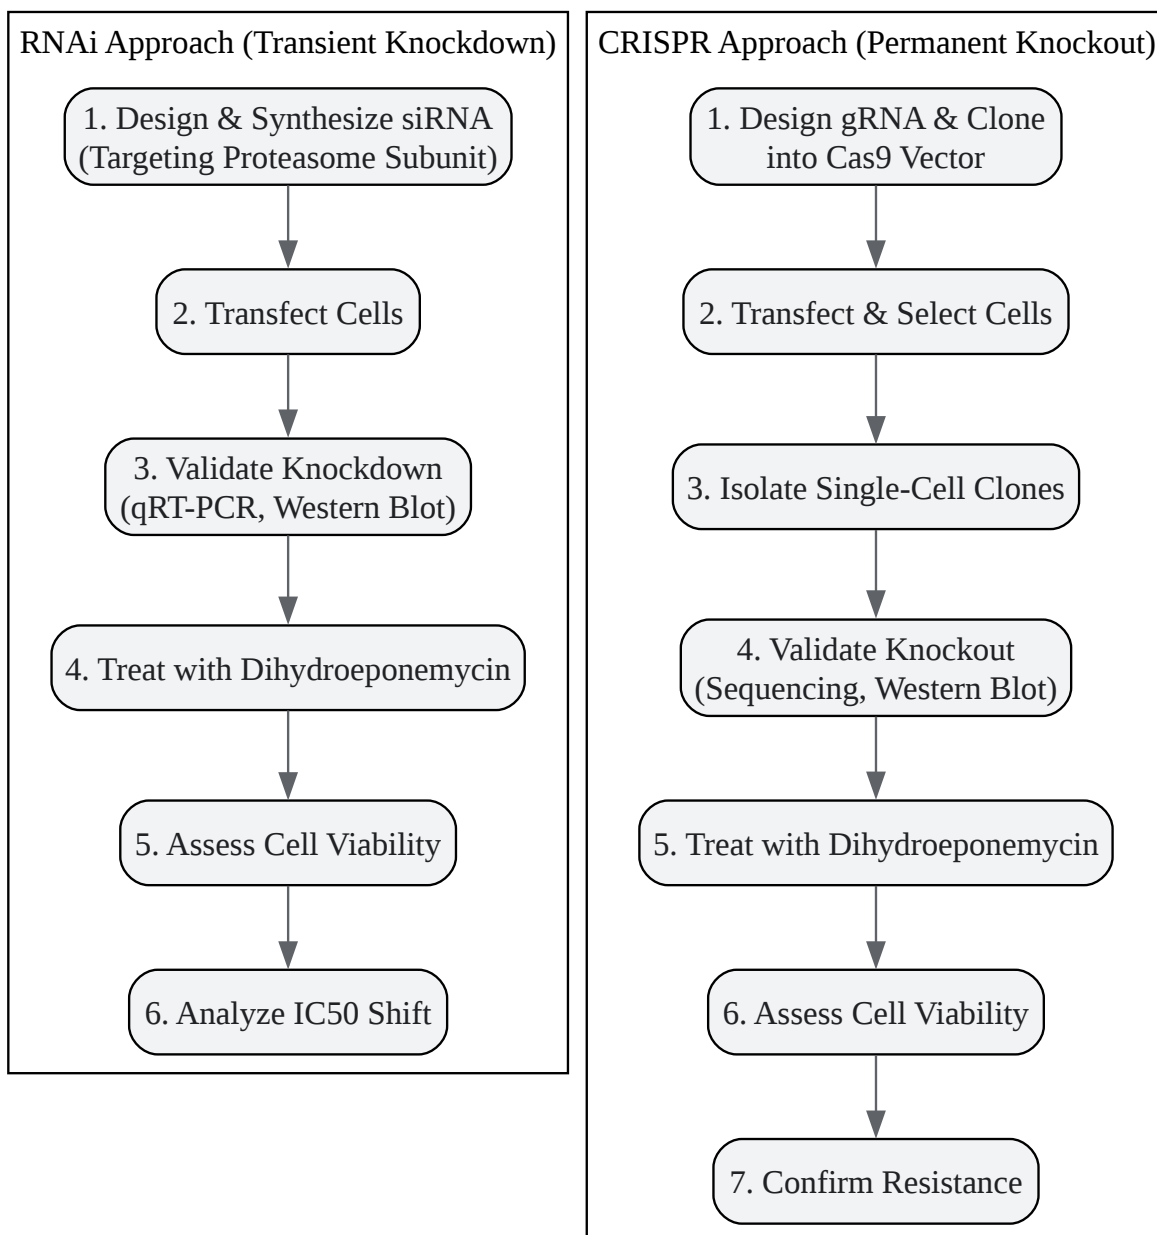 RNAi Approach (Transient Knockdown)
1. Design & Synthesize siRNA
(Targeting Proteasome Subunit)
2. Transfect Cells
3. Validate Knockdown
(qRT-PCR, Western Blot)
4. Treat with Dihydroeponemycin
5. Assess Cell Viability
6. Analyze IC50 Shift
CRISPR Approach (Permanent Knockout)
1. Design gRNA & Clone
into Cas9 Vector
2. Transfect & Select Cells
3. Isolate Single-Cell Clones
4. Validate Knockout
(Sequencing, Western Blot)
5. Treat with Dihydroeponemycin
6. Assess Cell Viability
7. Confirm Resistance